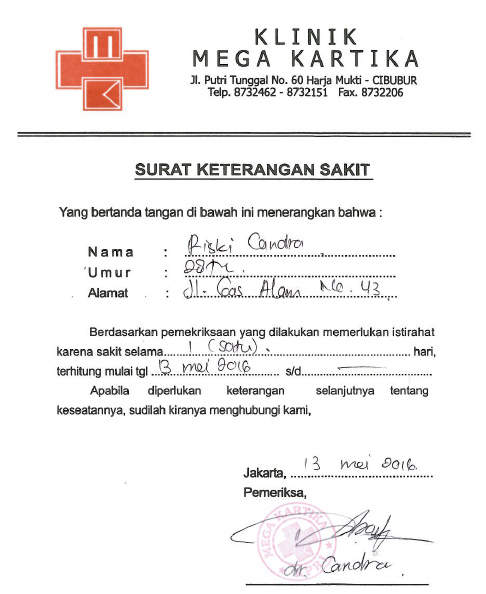 KLINIK
MEGA KARTIKA
Jl. Putri Tunggal No. 60 Harja Mukti - CIBUBUR
Telp. 8732462 - 8732151 Fax. 8732206
SURAT KETERANGAN SAKIT
Yang bertanda tangan di bawah ini menerangkan bahwa :
Nama : Riski Candra
Umur : 28th.
Alamat : Jl. Gas Alam No. 43
Berdasarkan pemekriksaan yang dilakukan memerlukan istirahat
karena sakit selama 1 (satu) hari,
terhitung mulai tgl 13 mei 2016 s/d —
Apabila diperlukan keterangan selanjutnya tentang
keseatannya, sudilah kiranya menghubungi kami,
Jakarta, 13 mei 2016
Pemeriksa,
MEGA KARTIKA
dr. Candra